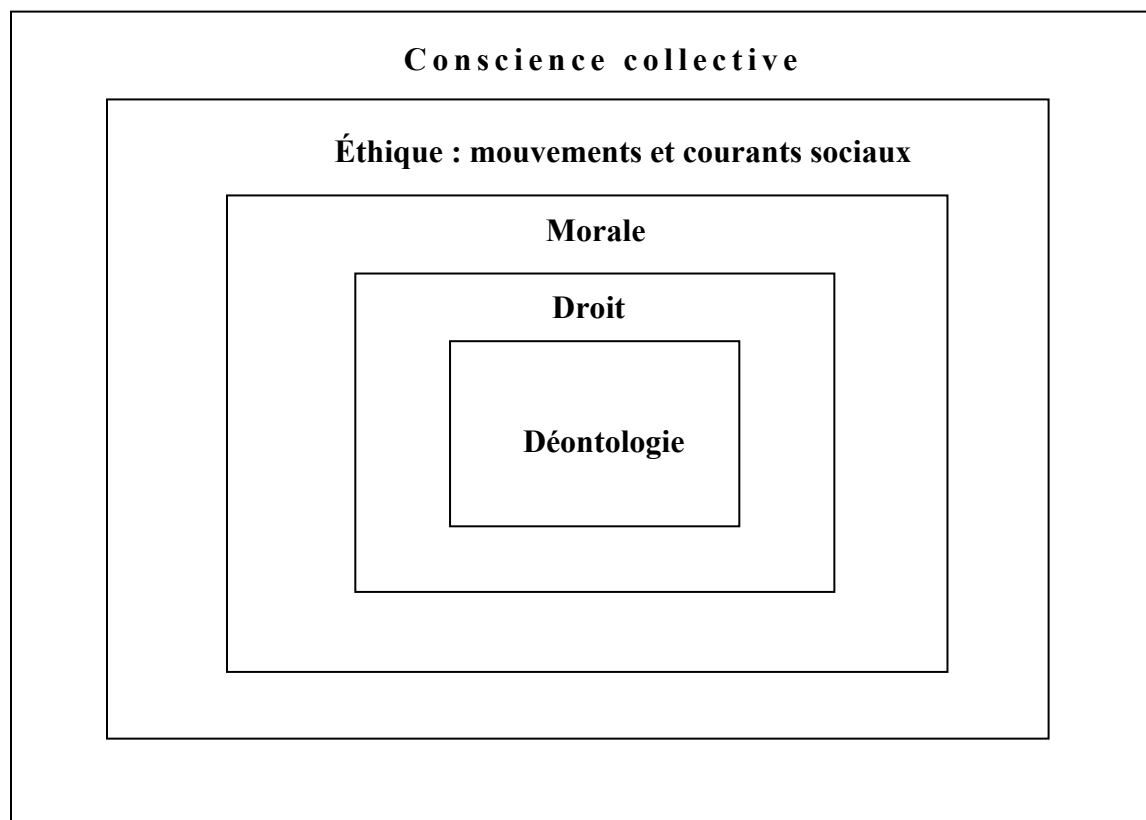 Conscience collective
Éthique : mouvements et courants sociaux
Morale
Droit
Déontologie